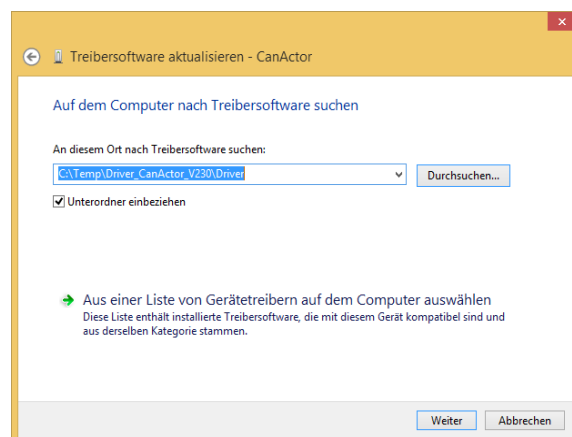 Treibersoftware aktualisieren - CanActor
Auf dem Computer nach Treibersoftware suchen
An diesem Ort nach Treibersoftware suchen:
C:\Temp\Driver_CanActor_V230\Driver
Durchsuchen...
Unterordner einbeziehen
Aus einer Liste von Gerätetreibern auf dem Computer auswählen
Diese Liste enthält installierte Treibersoftware, die mit diesem Gerät kompatibel sind und
aus derselben Kategorie stammen.
Weiter
Abbrechen